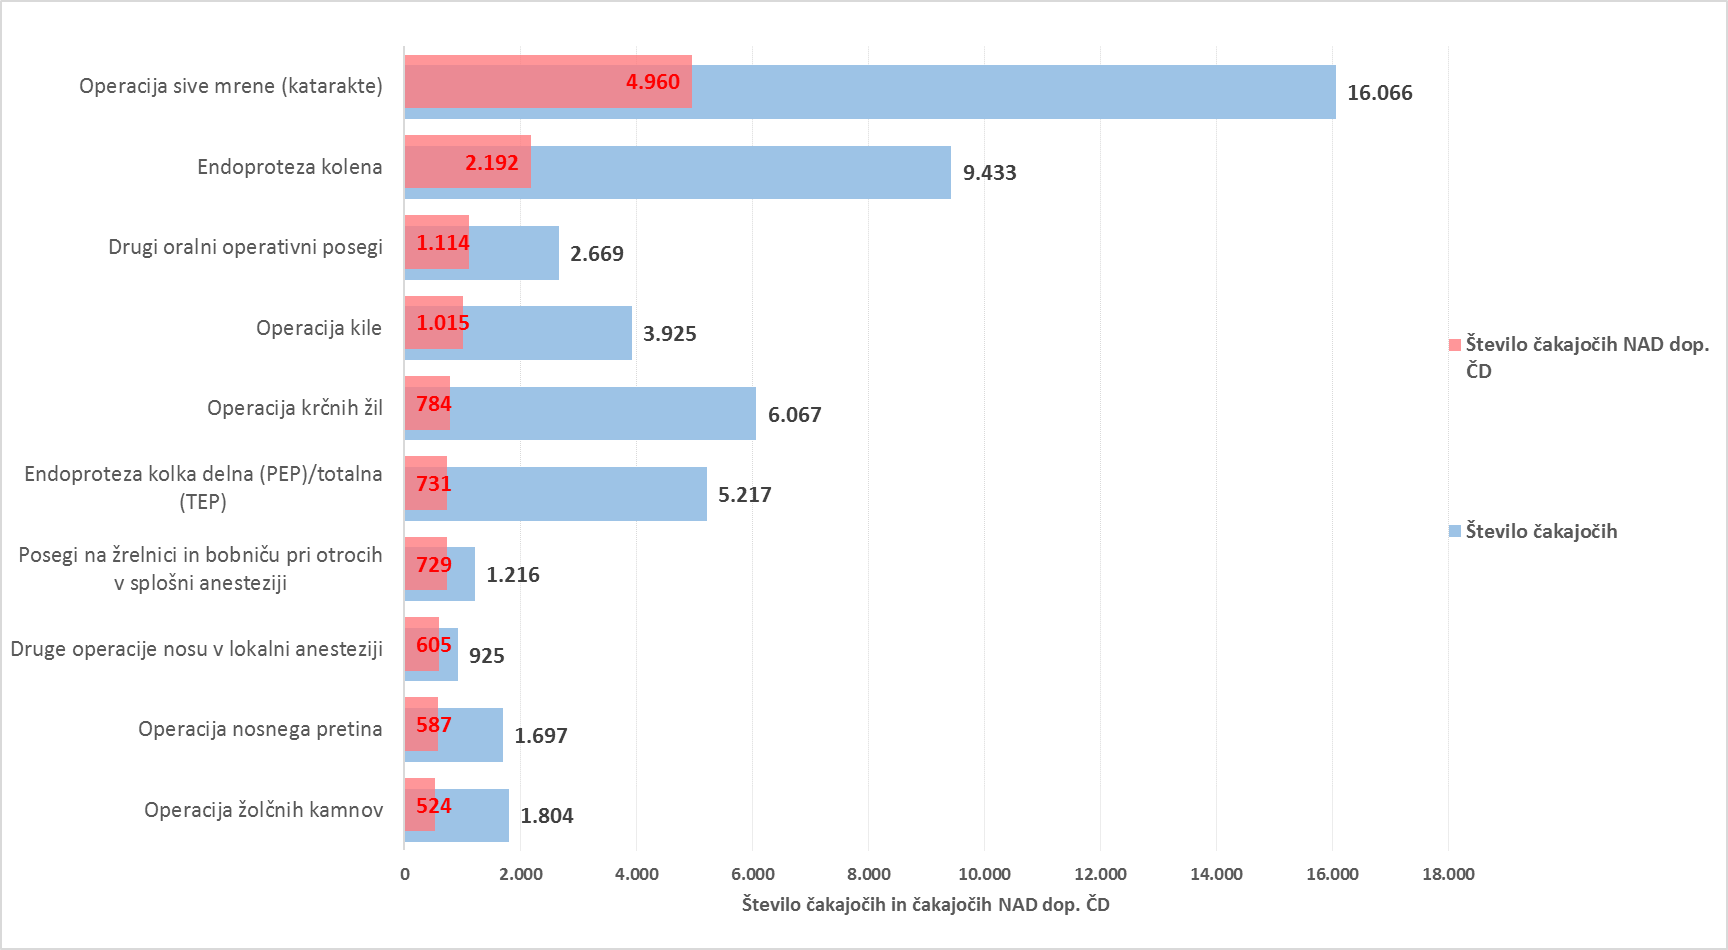 Operacija sive mrene (katarakte)
4.960
16.066
Endoproteza kolena
2.192
9.433
Drugi oralni operativni posegi
1.114
2.669
Operacija kile
1.015
3.925
Operacija krčnih žil
784
6.067
Endoproteza kolka delna (PEP)/totalna
(TEP)
731
5.217
Posegi na žrelnici in bobniču pri otrocih
v splošni anesteziji
729
1.216
Druge operacije nosu v lokalni anesteziji
605
925
Operacija nosnega pretina
587
1.697
Operacija žolčnih kamnov
524
1.804
0 2.000 4.000 6.000 8.000 10.000 12.000 14.000 16.000 18.000
Število čakajočih in čakajočih NAD dop. ČD
Število čakajočih NAD dop.
ČD
Število čakajočih